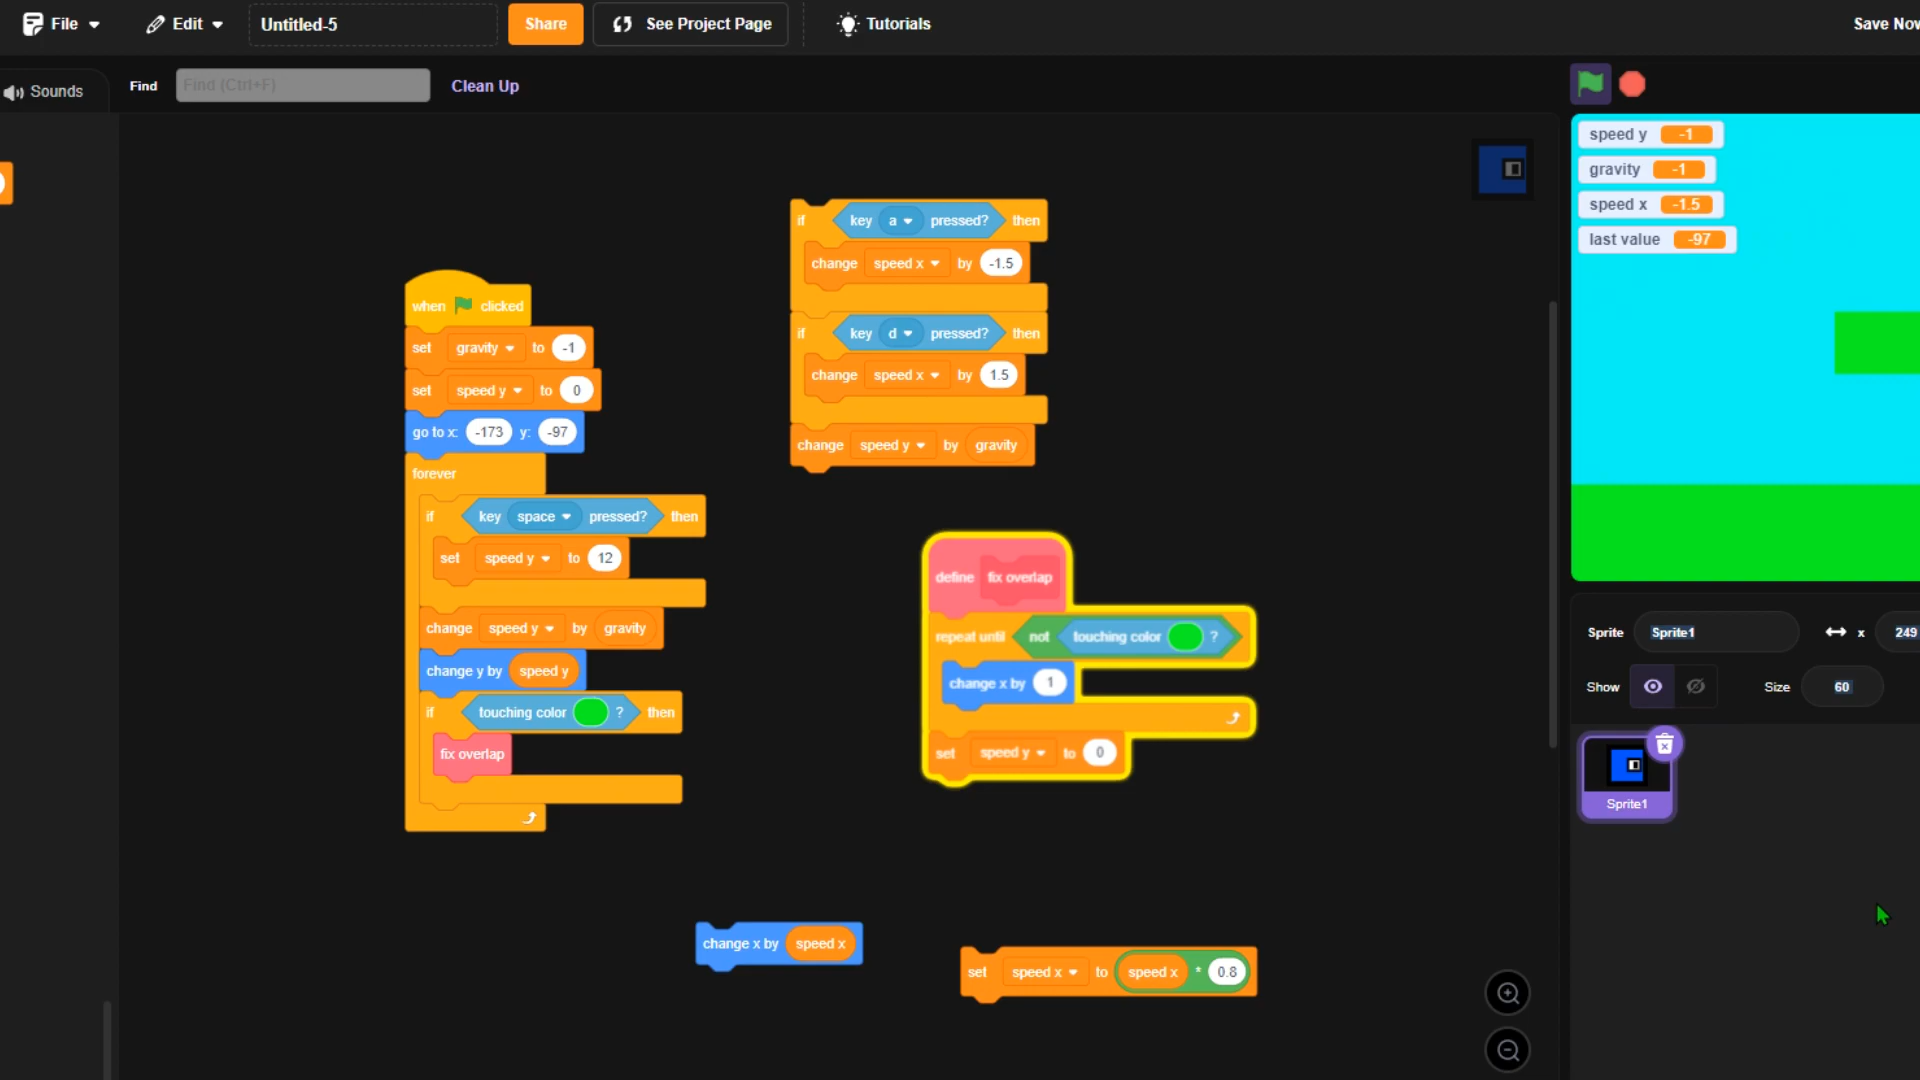 File Edit Untitled-5 Share See Project Page Tutorials Save Now
Sounds Find Find (Ctrl+F) Clean Up
when clicked
set gravity to -1
set speed y to 0
go to x: -173 y: -97
forever
if key space pressed? then
set speed y to 12
change speed y by gravity
change y by speed y
if touching color ? then
fix overlap
if key a pressed? then
change speed x by -1.5
if key d pressed? then
change speed x by 1.5
change speed y by gravity
define fix overlap
repeat until not touching color ?
change x by 1
set speed y to 0
change x by speed x
set speed x to speed x * 0.8
speed y -1
gravity -1
speed x -1.5
last value -97
Sprite Sprite1 x 249
Show Size 60
Sprite1